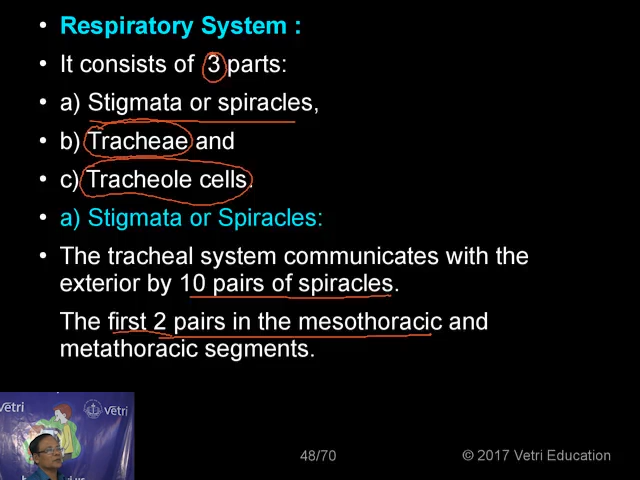 • Respiratory System :
• It consists of 3 parts:
• a) Stigmata or spiracles,
• b) Tracheae and
• c) Tracheole cells.
• a) Stigmata or Spiracles:
• The tracheal system communicates with the
exterior by 10 pairs of spiracles.
The first 2 pairs in the mesothoracic and
metathoracic segments.
Vetri
Vetri
48/70
© 2017 Vetri Education